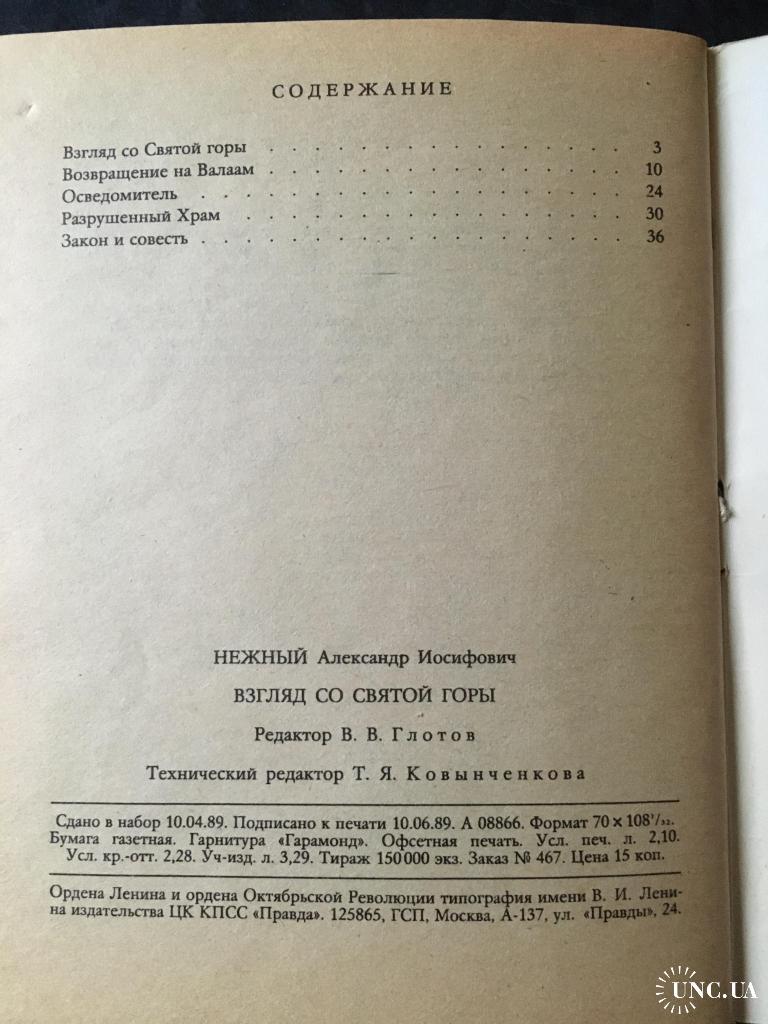 СОДЕРЖАНИЕ
Взгляд со Святой горы . . . . . . . . . . . . . . . . . . 3
Возвращение на Валаам . . . . . . . . . . . . . . . . . . 10
Осведомитель . . . . . . . . . . . . . . . . . . . . . . 24
Разрушенный Храм . . . . . . . . . . . . . . . . . . . . 30
Закон и совесть . . . . . . . . . . . . . . . . . . . . . 36
НЕЖНЫЙ Александр Иосифович
ВЗГЛЯД СО СВЯТОЙ ГОРЫ
Редактор В. В. Глотов
Технический редактор Т. Я. Ковынченкова
Сдано в набор 10.04.89. Подписано к печати 10.06.89. А 08866. Формат 70×108¹/₃₂.
Бумага газетная. Гарнитура «Гарамонд». Офсетная печать. Усл. печ. л. 2,10.
Усл. кр.-отт. 2,28. Уч-изд. л. 3,29. Тираж 150000 экз. Заказ № 467. Цена 15 коп.
Ордена Ленина и ордена Октябрьской Революции типография имени В. И. Лени-
на издательства ЦК КПСС «Правда». 125865, ГСП, Москва, А-137, ул. «Правды», 24.
UNC.UA